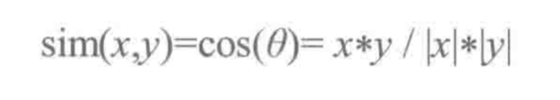 sim(x,y)=cos(θ)= x*y / |x|*|y|